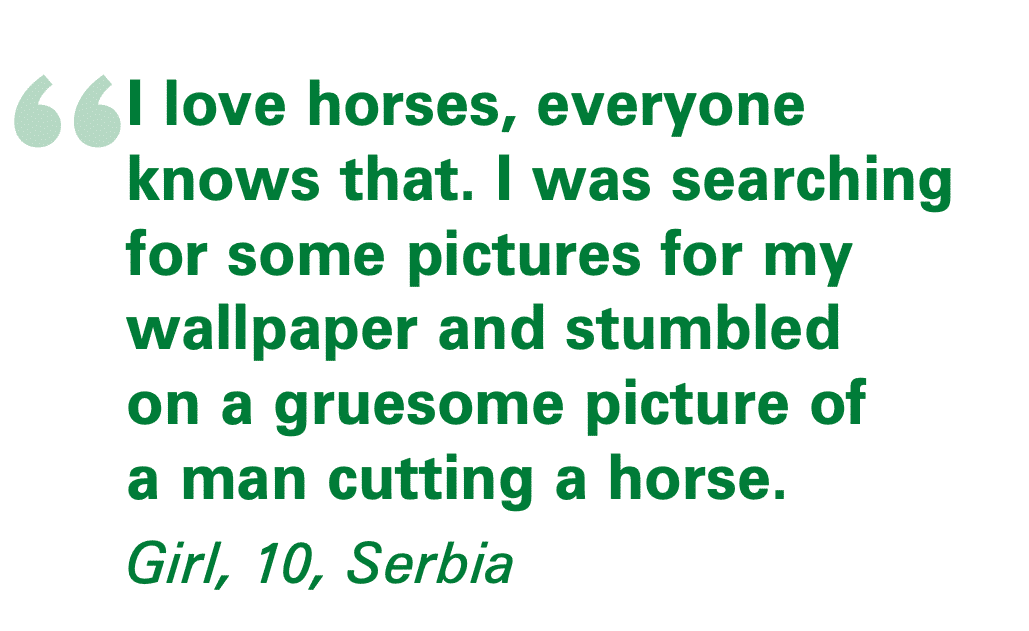 “I love horses, everyone
knows that. I was searching
for some pictures for my
wallpaper and stumbled
on a gruesome picture of
a man cutting a horse.
Girl, 10, Serbia